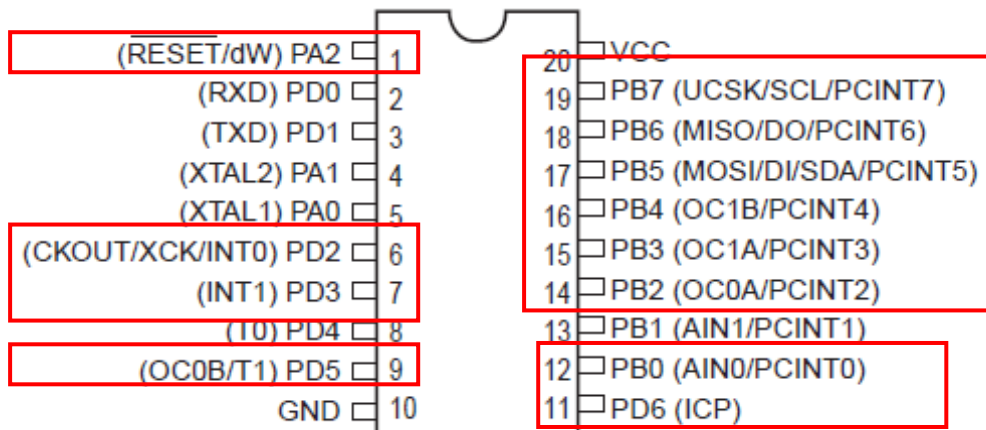 (RESET/dW) PA2 1
(RXD) PD0 2
(TXD) PD1 3
(XTAL2) PA1 4
(XTAL1) PA0 5
(CKOUT/XCK/INT0) PD2 6
(INT1) PD3 7
(T0) PD4 8
(OC0B/T1) PD5 9
GND 10
20 VCC
19 PB7 (UCSK/SCL/PCINT7)
18 PB6 (MISO/DO/PCINT6)
17 PB5 (MOSI/DI/SDA/PCINT5)
16 PB4 (OC1B/PCINT4)
15 PB3 (OC1A/PCINT3)
14 PB2 (OC0A/PCINT2)
13 PB1 (AIN1/PCINT1)
12 PB0 (AIN0/PCINT0)
11 PD6 (ICP)